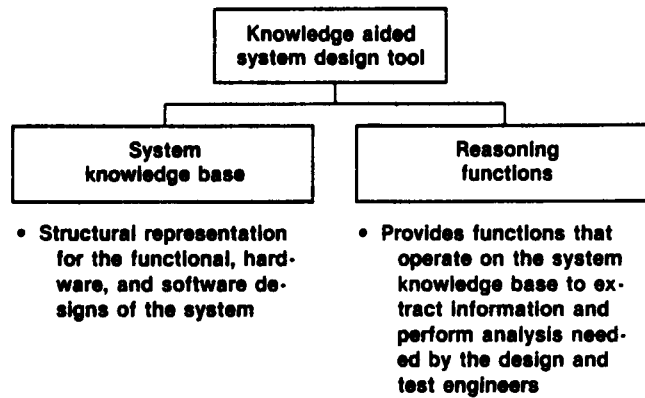 Knowledge aided
system design tool
System
knowledge base
Reasoning
functions
• Structural representation
for the functional, hard-
ware, and software de-
signs of the system
• Provides functions that
operate on the system
knowledge base to ex-
tract information and
perform analysis need-
ed by the design and
test engineers